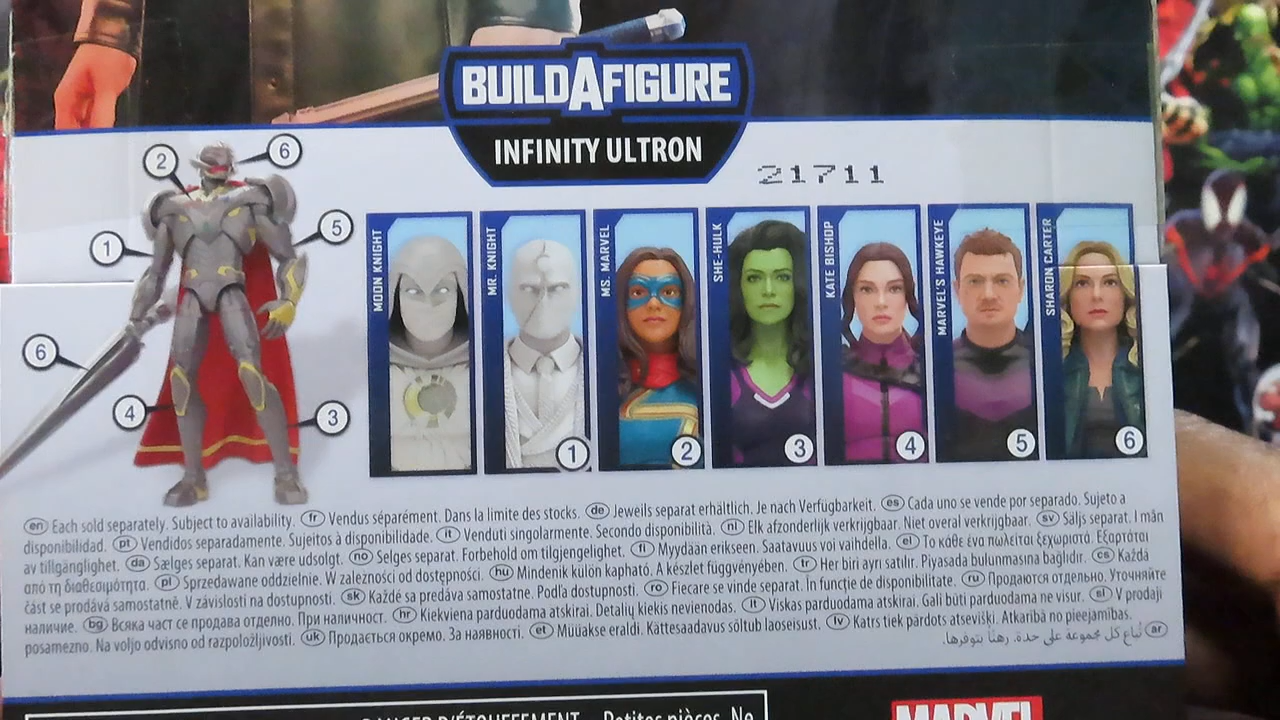 BUILD A FIGURE
INFINITY ULTRON
21711
2
6
1
5
6
4
3
MOON KNIGHT
MR. KNIGHT
1
MS. MARVEL
2
SHE-HULK
3
KATE BISHOP
4
MARVEL'S HAWKEYE
5
SHARON CARTER
6
en Each sold separately. Subject to availability. fr Vendus séparément. Dans la limite des stocks. de Jeweils separat erhältlich. Je nach Verfügbarkeit. es Cada uno se vende por separado. Sujeto a
disponibilidad. pt Vendidos separadamente. Sujeitos à disponibilidade. it Venduti singolarmente. Secondo disponibilità. nl Elk afzonderlijk verkrijgbaar. Niet overal verkrijgbaar. sv Säljs separat. I mån
av tillgänglighet. da Sælges separat. Kan være udsolgt. no Selges separat. Forbehold om tilgjengelighet. fi Myydään erikseen. Saatavuus voi vaihdella. el Το κάθε ένα πωλείται ξεχωριστά. Εξαρτάται
από τη διαθεσιμότητα. pl Sprzedawane oddzielnie. W zależności od dostępności. hu Mindenik külön kapható. A készlet függvényében. tr Her biri ayrı satılır. Piyasada bulunmasına bağlıdır. cs Každá
část se prodává samostatně. V závislosti na dostupnosti. sk Každé sa predáva samostatne. Podľa dostupnosti. ro Fiecare se vinde separat. În funcție de disponibilitate. ru Продаются отдельно. Уточняйте
наличие. bg Всяка част се продава отделно. При наличност. hr Kiekviena parduodama atskirai. Detalių kiekis nevienodas. lt Viskas parduodama atskirai. Gali būti parduodama ne visur. sl V prodaji
posamezno. Na voljo odvisno od razpoložljivosti. uk Продається окремо. За наявності. et Müüakse eraldi. Kättesaadavus sõltub laoseisust. lv Katrs tiek pārdots atsevišķi. Atkarībā no pieejamības.
ar تُباع كل مجموعة على حدة. رهنًا بتوفرها.
DANGER D'ÉTOUFFEMENT Petites pièces. Ne
MARVEL